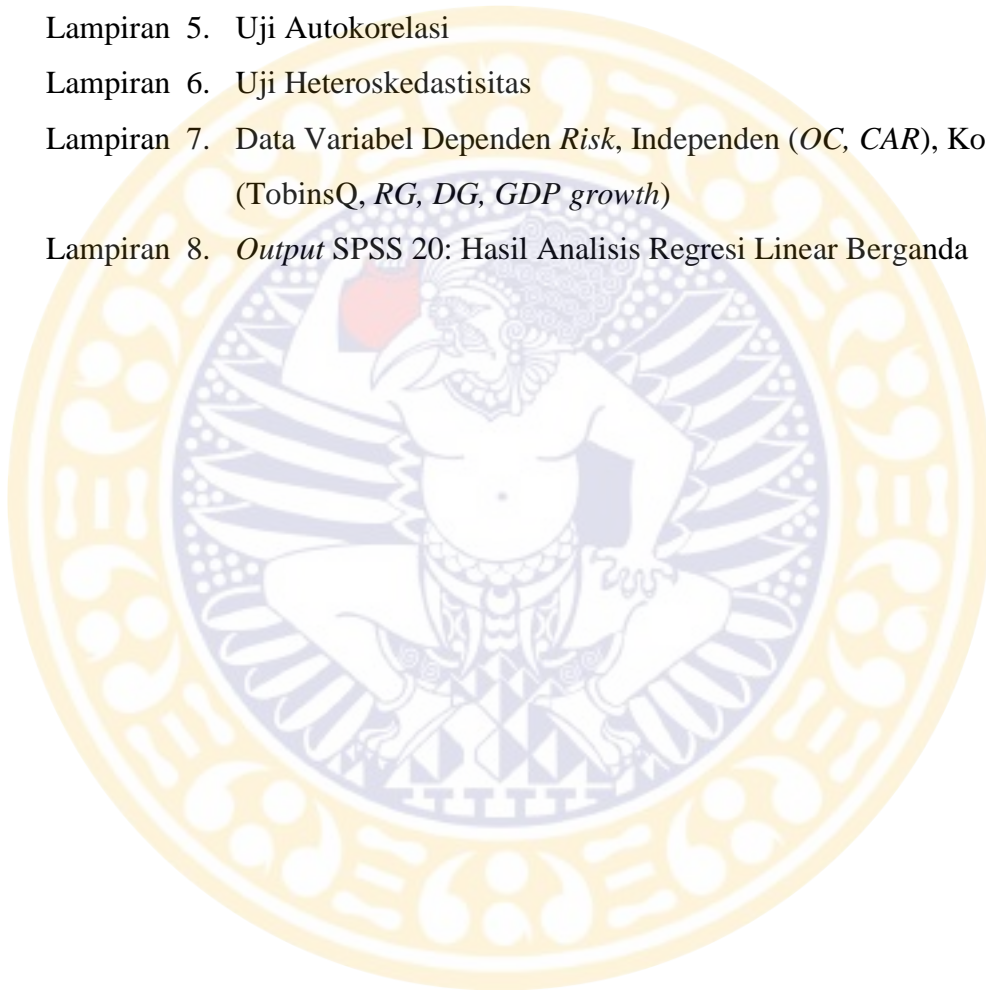 Lampiran 5. Uji Autokorelasi
Lampiran 6. Uji Heteroskedastisitas
Lampiran 7. Data Variabel Dependen Risk, Independen (OC, CAR), Ko
(TobinsQ, RG, DG, GDP growth)
Lampiran 8. Output SPSS 20: Hasil Analisis Regresi Linear Berganda